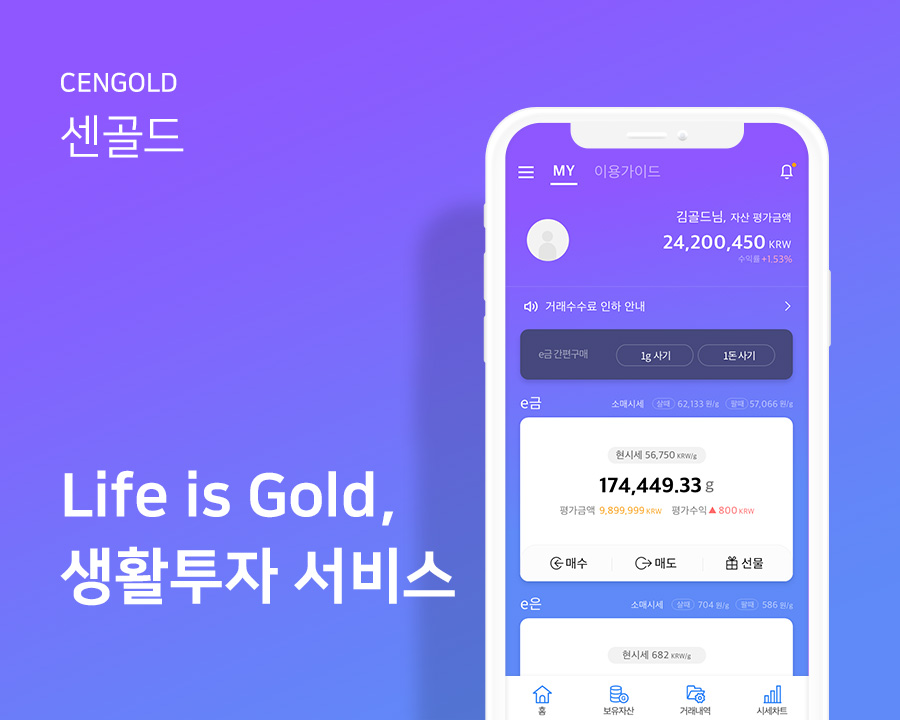 CENGOLD
센골드
Life is Gold,
생활투자 서비스
MY 이용가이드
김골드님, 자산 평가금액
24,200,450 KRW
수익률 +1.53%
거래수수료 인하 안내
e금 간편구매 1g 사기 1돈 사기
e금 소매시세 살때 62,133 원/g 팔때 57,066 원/g
현시세 56,750 KRW/g
174,449.33 g
평가금액 9,899,999 KRW 평가수익 ▲ 800 KRW
매수 매도 선물
e은 소매시세 살때 704 원/g 팔때 586 원/g
현시세 682 KRW/g
홈 보유자산 거래내역 시세차트